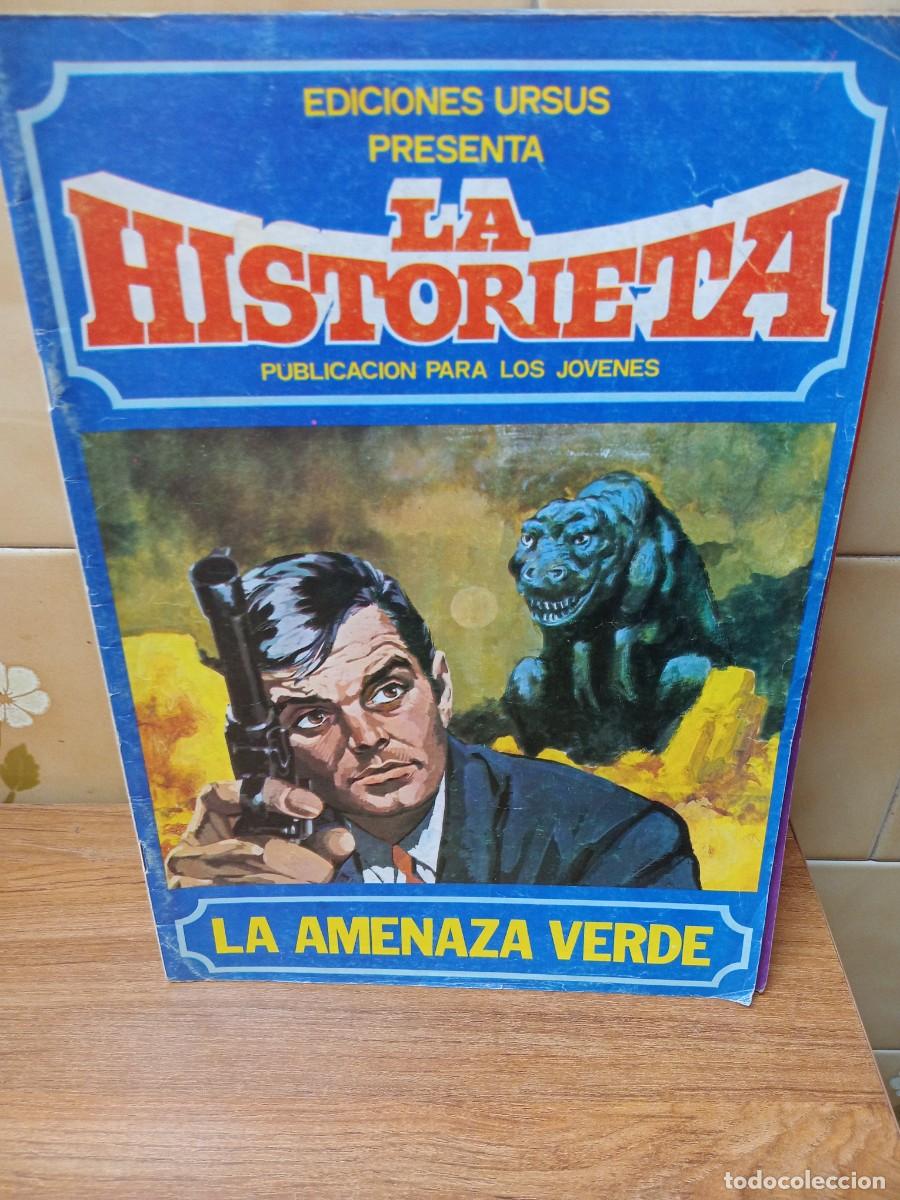 EDICIONES URSUS
PRESENTA
LA
HISTORIETA
PUBLICACION PARA LOS JOVENES
LA AMENAZA VERDE
todocoleccion